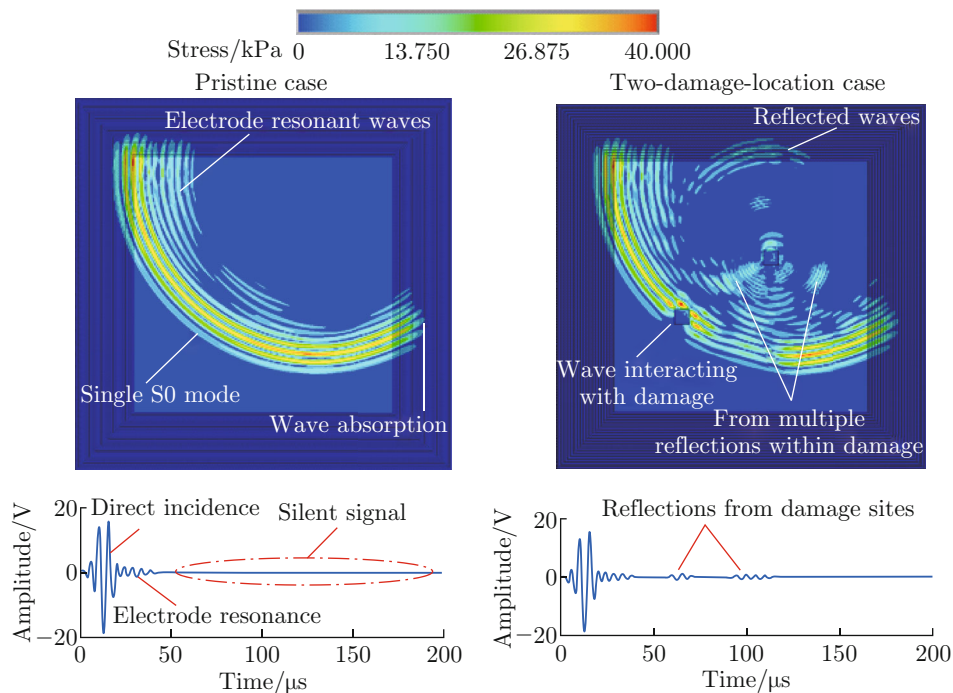 Stress/kPa 0 13.750 26.875 40.000
Pristine case
Two-damage-location case
Electrode resonant waves
Single S0 mode
Wave absorption
Reflected waves
Wave interacting
with damage
From multiple
reflections within damage
Amplitude/V
20
0
−20
Direct incidence
Silent signal
Electrode resonance
0 50 100 150 200
Time/μs
Amplitude/V
20
0
−20
Reflections from damage sites
0 50 100 150 200
Time/μs